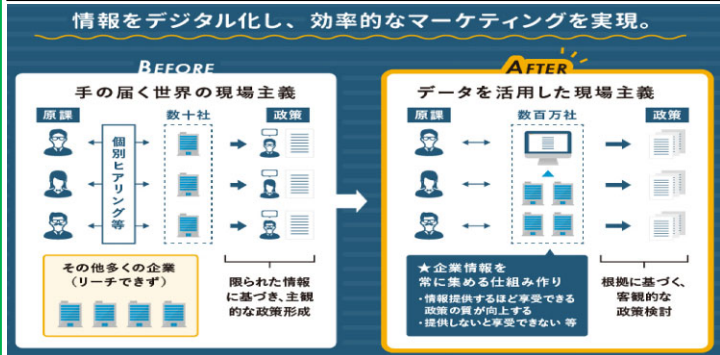 情報をデジタル化し、効率的なマーケティングを実現。
BEFORE
手の届く世界の現場主義
原課
数十社
政策
個別ヒアリング等
その他多くの企業
（リーチできず）
限られた情報
に基づき、主観
的な政策形成
AFTER
データを活用した現場主義
原課
数百万社
政策
★企業情報を
常に集める仕組み作り
・情報提供するほど享受できる
政策の質が向上する
・提供しないと享受できない 等
根拠に基づく、
客観的な
政策検討